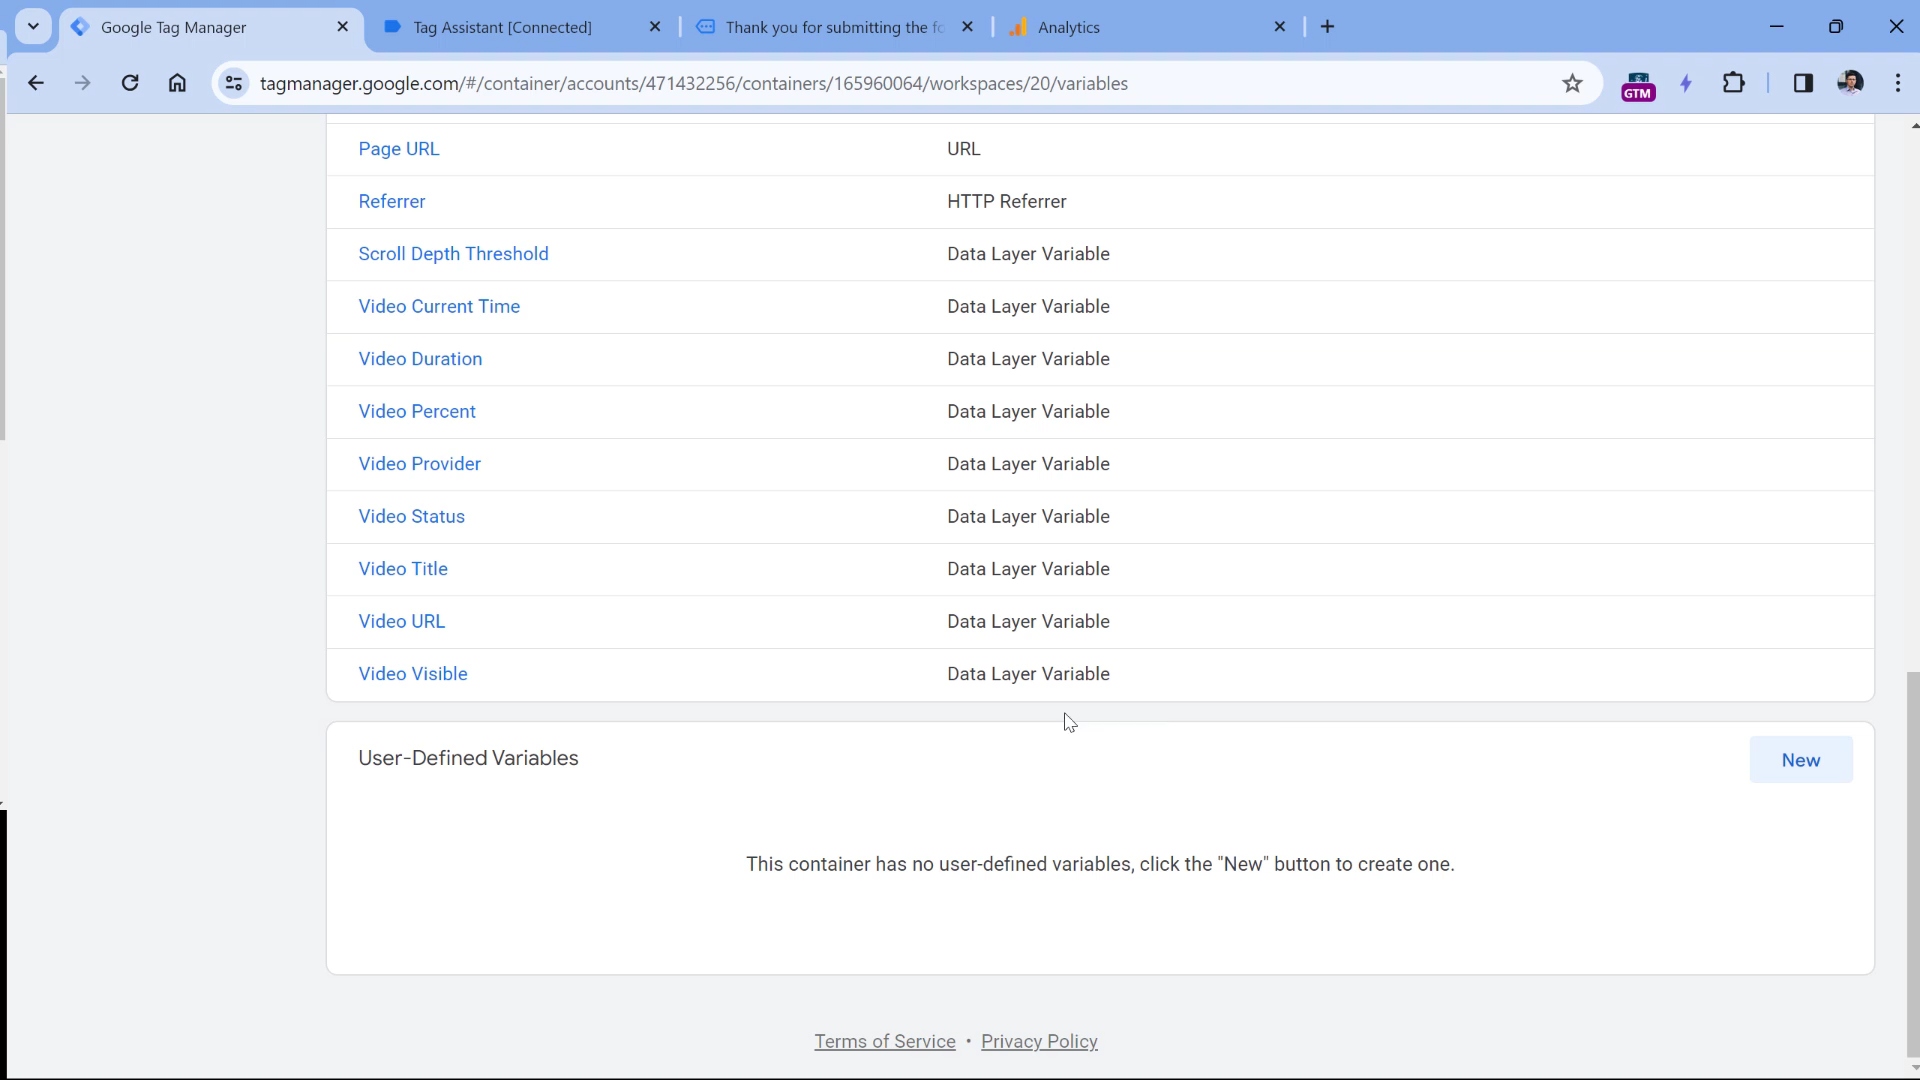 Google Tag Manager
Tag Assistant [Connected]
Thank you for submitting the fo
Analytics
tagmanager.google.com/#/container/accounts/471432256/containers/165960064/workspaces/20/variables
GTM
Page URL URL
Referrer HTTP Referrer
Scroll Depth Threshold Data Layer Variable
Video Current Time Data Layer Variable
Video Duration Data Layer Variable
Video Percent Data Layer Variable
Video Provider Data Layer Variable
Video Status Data Layer Variable
Video Title Data Layer Variable
Video URL Data Layer Variable
Video Visible Data Layer Variable
User-Defined Variables
New
This container has no user-defined variables, click the "New" button to create one.
Terms of Service • Privacy Policy